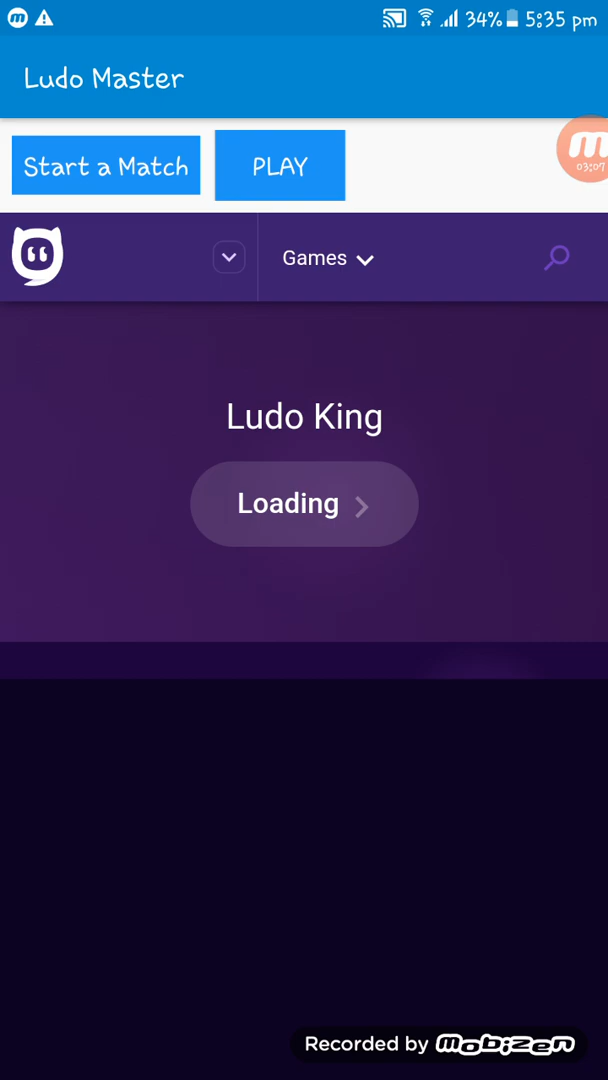 34% 5:35 pm
Ludo Master
Start a Match
PLAY
03:07
Games
Ludo King
Loading
Recorded by mobizen